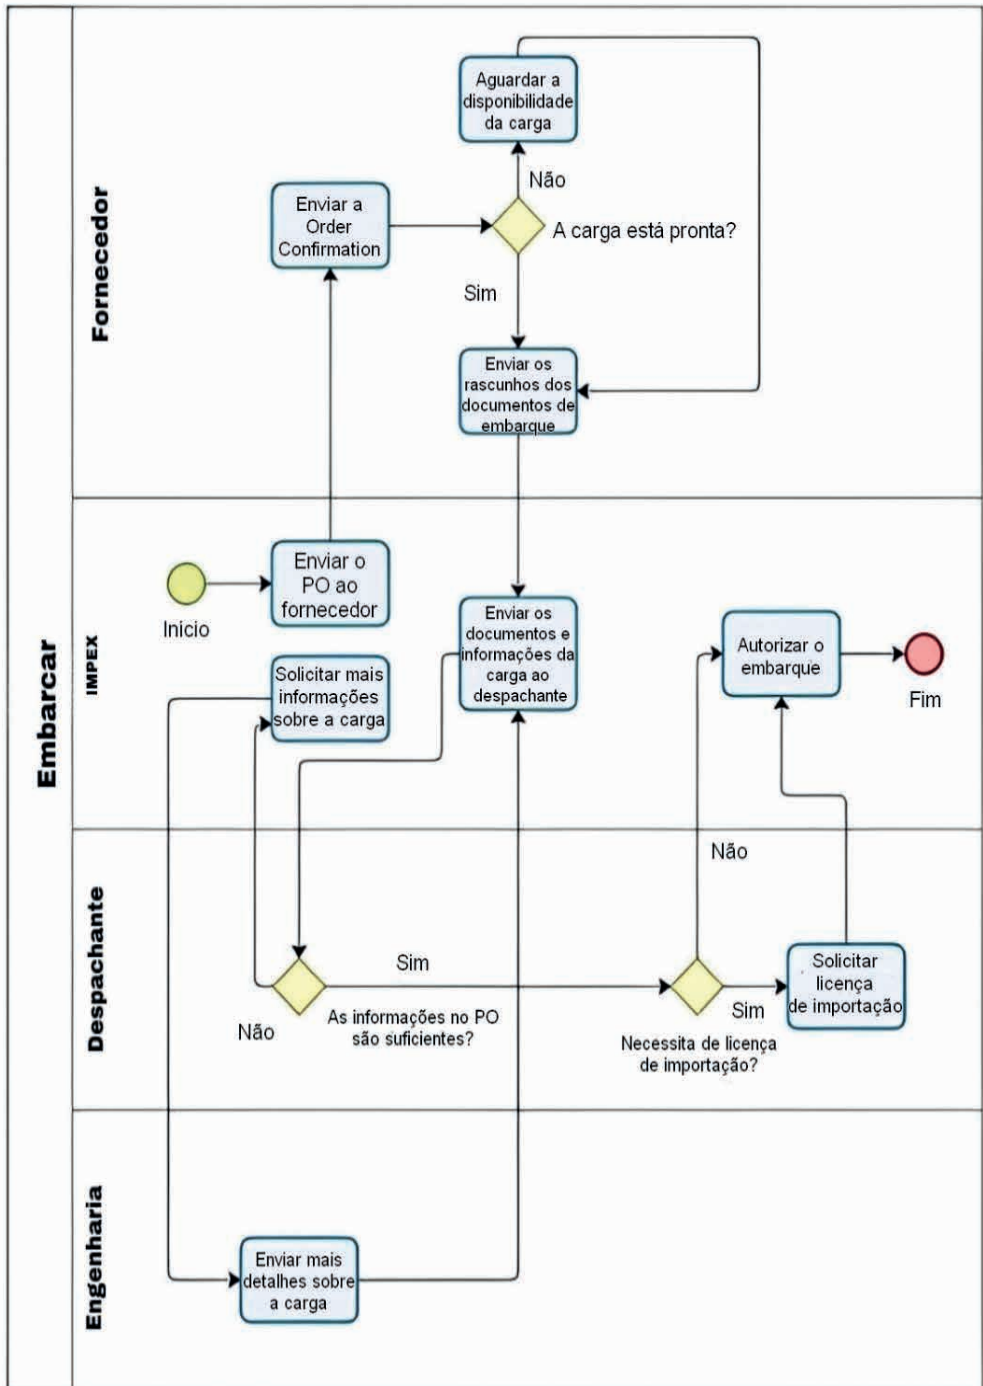 Embarcar
Fornecedor
Aguardar a
disponibilidade
da carga
Não
Enviar a
Order
Confirmation
A carga está pronta?
Sim
Enviar os
rascunhos dos
documentos de
embarque
IMPEX
Enviar o
PO ao
fornecedor
Inicio
Enviar os
documentos e
informações da
carga ao
despachante
Autorizar o
embarque
Fim
Solicitar mais
informações
sobre a carga
Despachante
Não
Sim
Não
As informações no PO
são suficientes?
Sim
Necessita de licença
de importação?
Solicitar
licença
de importação
Engenharia
Enviar mais
detalhes sobre
a carga